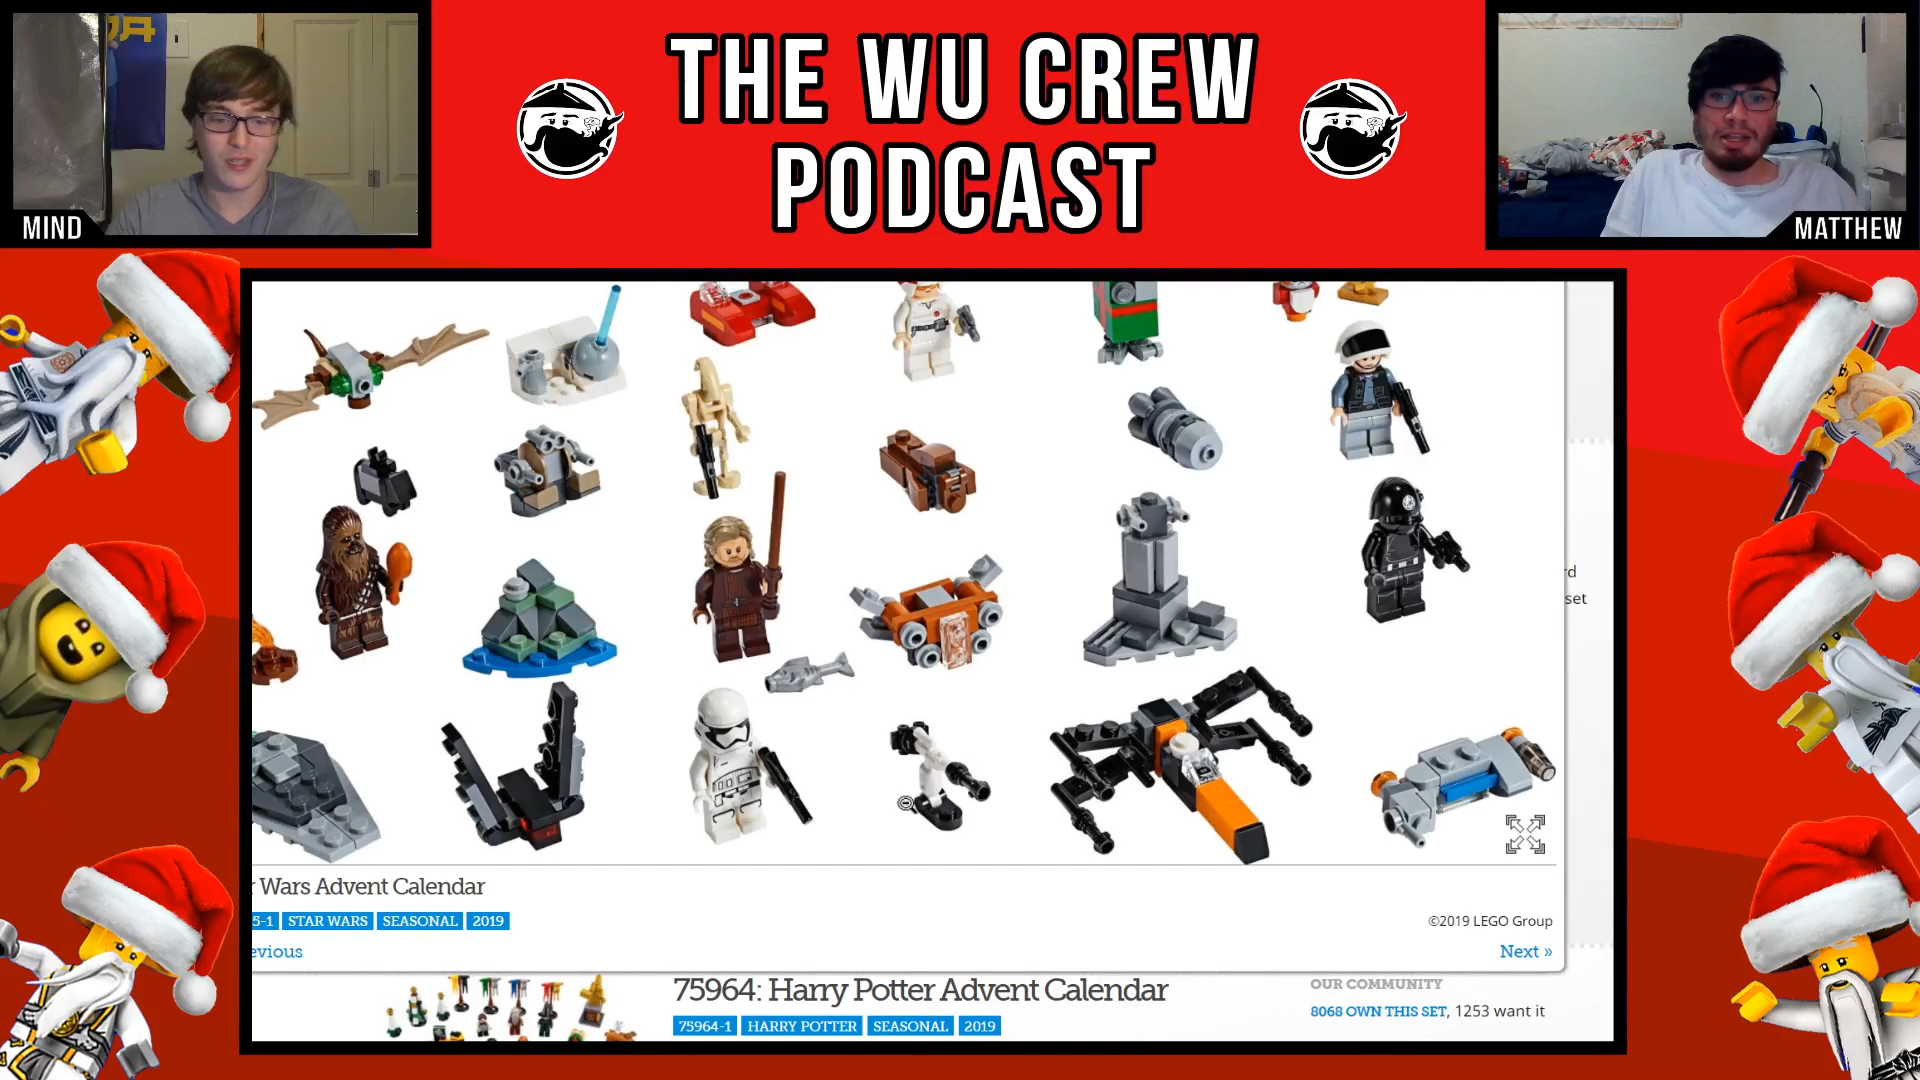 THE WU CREW
PODCAST
MIND
MATTHEW
rd
set
r Wars Advent Calendar
5-1 STAR WARS SEASONAL 2019
©2019 LEGO Group
evious
Next »
75964: Harry Potter Advent Calendar
75964-1 HARRY POTTER SEASONAL 2019
OUR COMMUNITY
8068 OWN THIS SET, 1253 want it